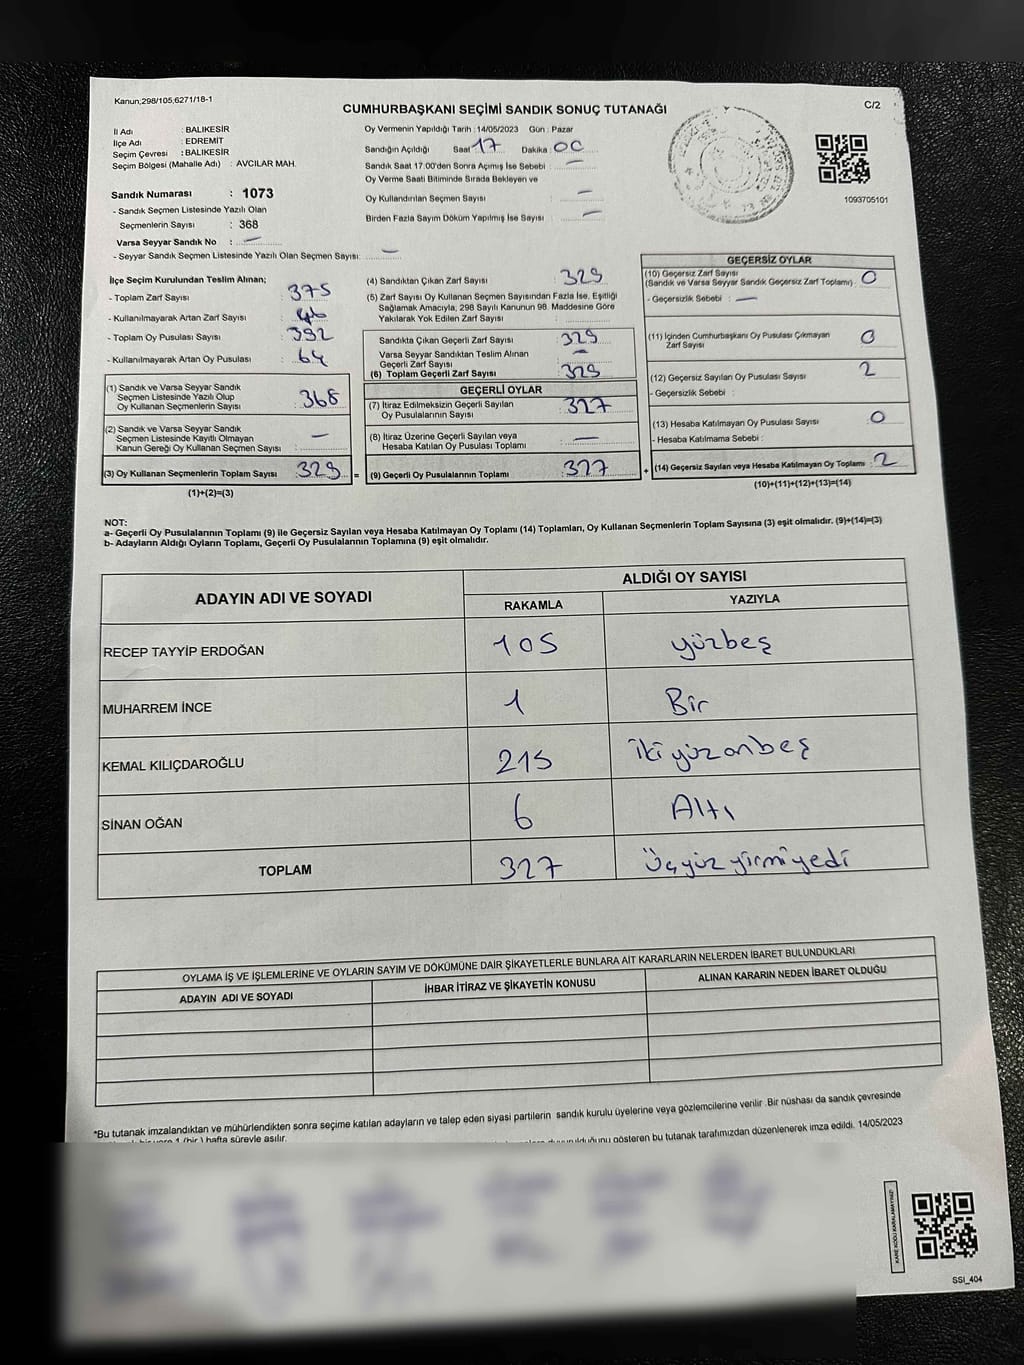 Kanun;298/105,6271/18-1
C/2
CUMHURBAŞKANI SEÇİMİ SANDIK SONUÇ TUTANAĞI
İl Adı : BALIKESİR
İlçe Adı : EDREMIT
Seçim Çevresi : BALIKESİR
Seçim Bölgesi (Mahalle Adı) : AVCILAR MAH.
Sandık Numarası : 1073
- Sandık Seçmen Listesinde Yazılı Olan
Seçmenlerin Sayısı : 368
Varsa Seyyar Sandık No : —
- Seyyar Sandık Seçmen Listesinde Yazılı Olan Seçmen Sayısı: —
Oy Vermenin Yapıldığı Tarih : 14/05/2023 Gün : Pazar
Sandığın Açıldığı Saat 17 Dakika : 00
Sandık Saat 17:00'den Sonra Açılmış İse Sebebi : —
Oy Verme Saati Bitiminde Sırada Bekleyen ve
Oy Kullandırılan Seçmen Sayısı : —
Birden Fazla Sayım Döküm Yapılmış İse Sayısı : —
1093705101
İlçe Seçim Kurulundan Teslim Alınan;
- Toplam Zarf Sayısı : 375
- Kullanılmayarak Artan Zarf Sayısı : 46
- Toplam Oy Pusulası Sayısı : 392
- Kullanılmayarak Artan Oy Pusulası : 64
(1) Sandık ve Varsa Seyyar Sandık
Seçmen Listesinde Yazılı Olup
Oy Kullanan Seçmenlerin Sayısı : 368
(2) Sandık ve Varsa Seyyar Sandık
Seçmen Listesinde Kayıtlı Olmayan
Kanun Gereği Oy Kullanan Seçmen Sayısı : —
(3) Oy Kullanan Seçmenlerin Toplam Sayısı : 329
(1)+(2)=(3)
(4) Sandıktan Çıkan Zarf Sayısı : 329
(5) Zarf Sayısı Oy Kullanan Seçmen Sayısından Fazla İse, Eşitliği
Sağlamak Amacıyla, 298 Sayılı Kanunun 98. Maddesine Göre
Yakılarak Yok Edilen Zarf Sayısı :
Sandıkta Çıkan Geçerli Zarf Sayısı : 329
Varsa Seyyar Sandıktan Teslim Alınan
Geçerli Zarf Sayısı : —
(6) Toplam Geçerli Zarf Sayısı : 329
GEÇERLİ OYLAR
(7) İtiraz Edilmeksizin Geçerli Sayılan
Oy Pusulalarının Sayısı : 327
(8) İtiraz Üzerine Geçerli Sayılan veya
Hesaba Katılan Oy Pusulası Toplamı : —
= (9) Geçerli Oy Pusulalarının Toplamı : 327
GEÇERSİZ OYLAR
(10) Geçersiz Zarf Sayısı
(Sandık ve Varsa Seyyar Sandık Geçersiz Zarf Toplamı) : 0
- Geçersizlik Sebebi : —
(11) İçinden Cumhurbaşkanı Oy Pusulası Çıkmayan
Zarf Sayısı : 0
(12) Geçersiz Sayılan Oy Pusulası Sayısı : 2
- Geçersizlik Sebebi :
(13) Hesaba Katılmayan Oy Pusulası Sayısı : 0
- Hesaba Katılmama Sebebi :
+ (14) Geçersiz Sayılan veya Hesaba Katılmayan Oy Toplamı : 2
(10)+(11)+(12)+(13)=(14)
NOT:
a- Geçerli Oy Pusulalarının Toplamı (9) ile Geçersiz Sayılan veya Hesaba Katılmayan Oy Toplamı (14) Toplamları, Oy Kullanan Seçmenlerin Toplam Sayısına (3) eşit olmalıdır. (9)+(14)=(3)
b- Adayların Aldığı Oyların Toplamı, Geçerli Oy Pusulalarının Toplamına (9) eşit olmalıdır.
ADAYIN ADI VE SOYADI ALDIĞI OY SAYISI
RAKAMLA YAZIYLA
RECEP TAYYİP ERDOĞAN 105 yüzbeş
MUHARREM İNCE 1 Bir
KEMAL KILIÇDAROĞLU 215 İkiyüzonbeş
SİNAN OĞAN 6 Altı
TOPLAM 327 Üçyüzyirmiyedi
OYLAMA İŞ VE İŞLEMLERİNE VE OYLARIN SAYIM VE DÖKÜMÜNE DAİR ŞİKAYETLERLE BUNLARA AİT KARARLARIN NELERDEN İBARET BULUNDUKLARI
ADAYIN ADI VE SOYADI İHBAR İTİRAZ VE ŞİKAYETİN KONUSU ALINAN KARARIN NEDEN İBARET OLDUĞU
*Bu tutanak imzalandıktan ve mühürlendikten sonra seçime katılan adayların ve talep eden siyasi partilerin sandık kurulu üyelerine veya gözlemcilerine verilir .Bir nüshası da sandık çevresinde
1 (bir) hafta süreyle asılır.
duyurulduğunu gösteren bu tutanak tarafımızdan düzenlenerek imza edildi. 14/05/2023
KARE KODU KARALAMAYINIZ!
SSI_404